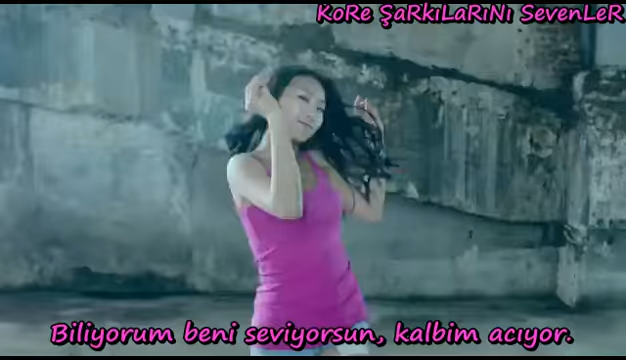 KoRe ŞaRkıLaRıNı SevenLeR
Biliyorum beni seviyorsun, kalbim acıyor.